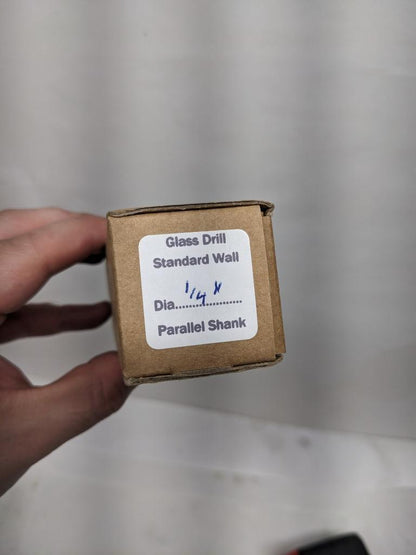 Glass Drill
Standard Wall
Dia.....1/4"..........
Parallel Shank